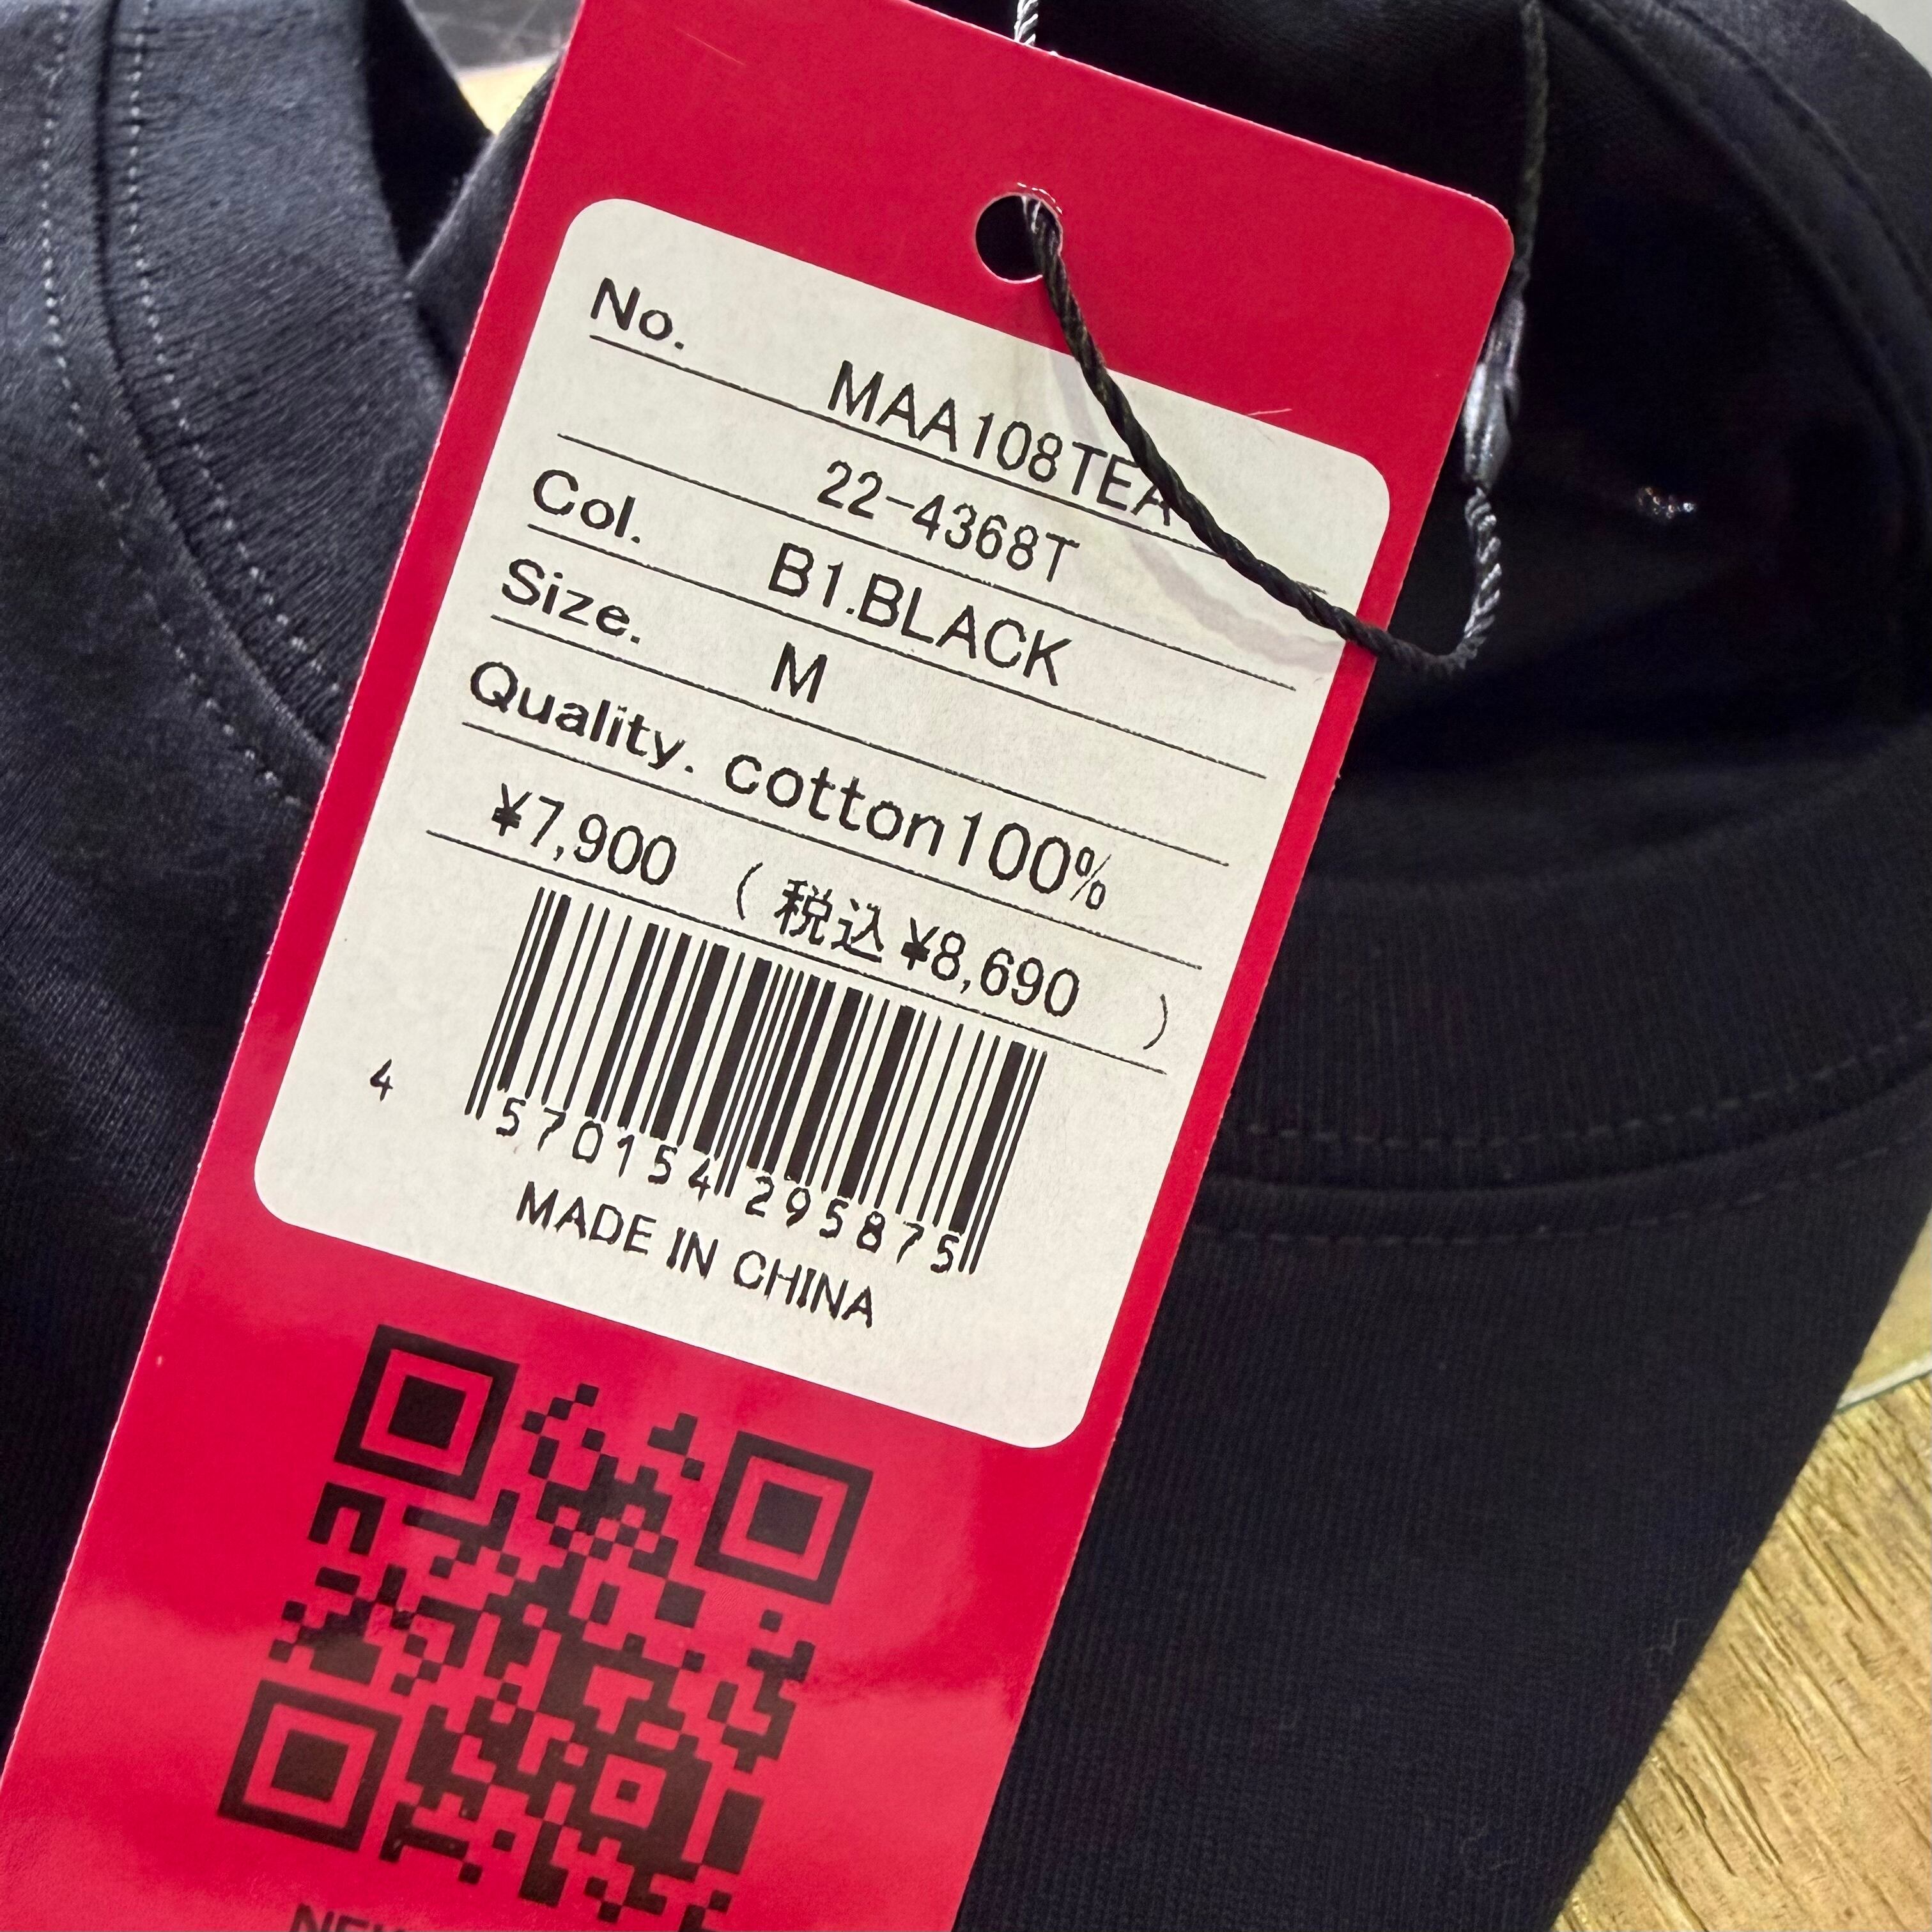 No.
MAA108TEA
22-4368T
Col. B1.BLACK
Size. M
Quality. cotton100%
¥7,900 ( 税込 ¥8,690 )
4 570154 295875
MADE IN CHINA